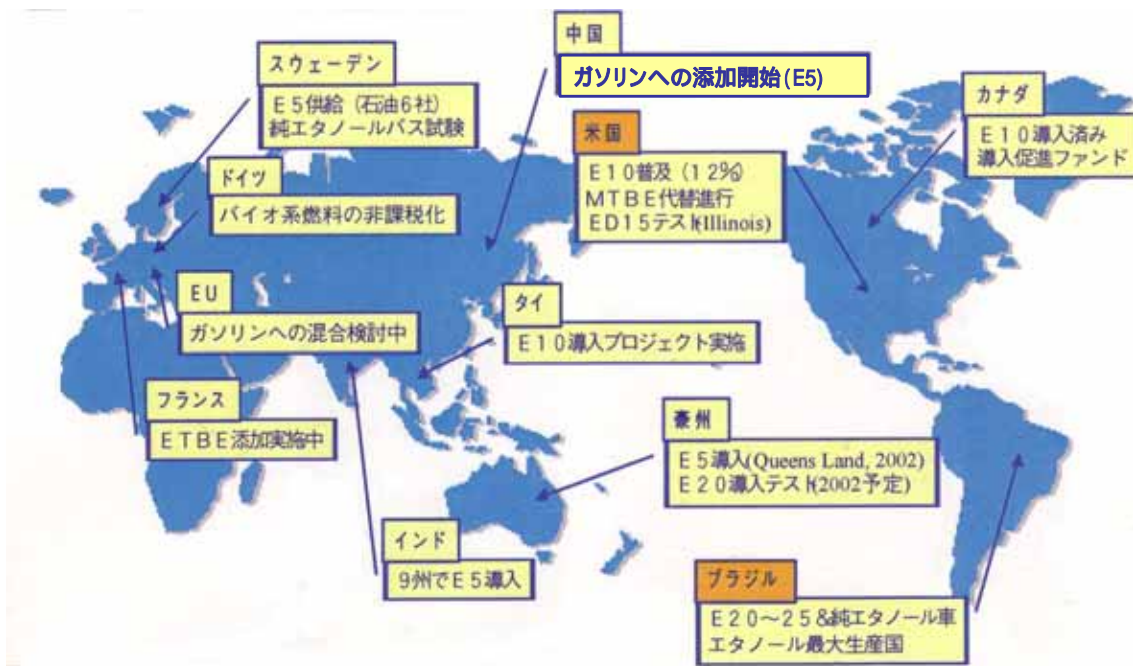 中国
ガソリンへの添加開始(E5)
スウェーデン
E5供給（石油6社）
純エタノールバス試験
カナダ
E10導入済み
導入促進ファンド
米国
E10普及（12%）
MTBE代替進行
ED15テスト(Illinois)
ドイツ
バイオ系燃料の非課税化
EU
ガソリンへの混合検討中
タイ
E10導入プロジェクト実施
フランス
ETBE添加実施中
豪州
E5導入(Queens Land, 2002)
E20導入テスト(2002予定)
インド
9州でE5導入
ブラジル
E20～25&純エタノール車
エタノール最大生産国